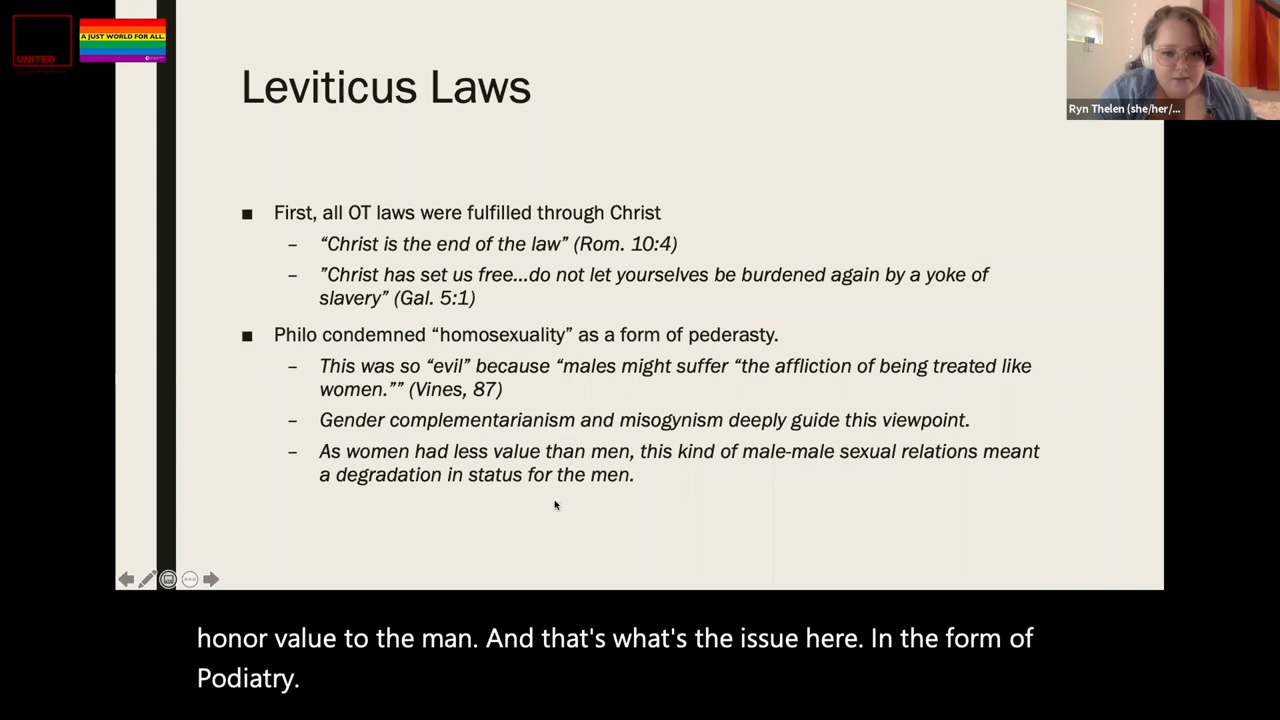 UNITED
A JUST WORLD FOR ALL.
Ryn Thelen (she/her/...
Leviticus Laws
■ First, all OT laws were fulfilled through Christ
– “Christ is the end of the law” (Rom. 10:4)
– ”Christ has set us free...do not let yourselves be burdened again by a yoke of
slavery” (Gal. 5:1)
■ Philo condemned “homosexuality” as a form of pederasty.
– This was so “evil” because “males might suffer “the affliction of being treated like
women.”” (Vines, 87)
– Gender complementarianism and misogynism deeply guide this viewpoint.
– As women had less value than men, this kind of male-male sexual relations meant
a degradation in status for the men.
honor value to the man. And that's what's the issue here. In the form of
Podiatry.